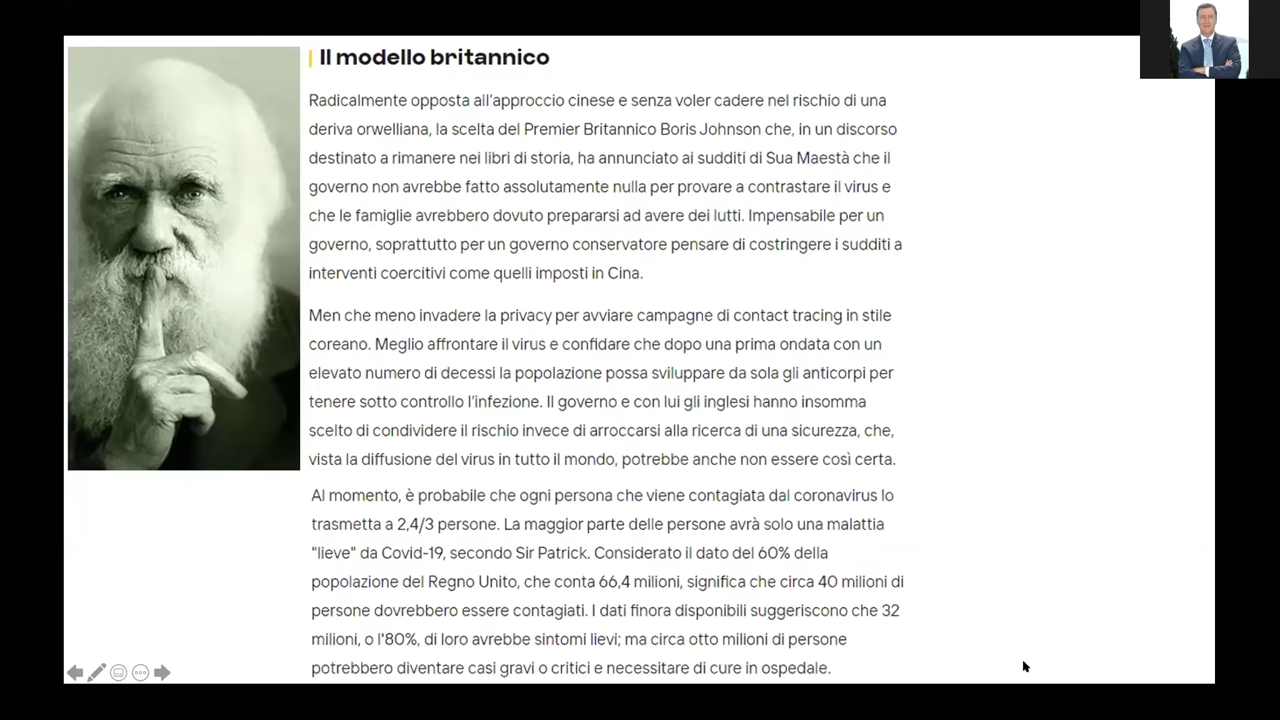 Il modello britannico
Radicalmente opposta all'approccio cinese e senza voler cadere nel rischio di una
deriva orwelliana, la scelta del Premier Britannico Boris Johnson che, in un discorso
destinato a rimanere nei libri di storia, ha annunciato ai sudditi di Sua Maestà che il
governo non avrebbe fatto assolutamente nulla per provare a contrastare il virus e
che le famiglie avrebbero dovuto prepararsi ad avere dei lutti. Impensabile per un
governo, soprattutto per un governo conservatore pensare di costringere i sudditi a
interventi coercitivi come quelli imposti in Cina.
Men che meno invadere la privacy per avviare campagne di contact tracing in stile
coreano. Meglio affrontare il virus e confidare che dopo una prima ondata con un
elevato numero di decessi la popolazione possa sviluppare da sola gli anticorpi per
tenere sotto controllo l'infezione. Il governo e con lui gli inglesi hanno insomma
scelto di condividere il rischio invece di arroccarsi alla ricerca di una sicurezza, che,
vista la diffusione del virus in tutto il mondo, potrebbe anche non essere così certa.
Al momento, è probabile che ogni persona che viene contagiata dal coronavirus lo
trasmetta a 2,4/3 persone. La maggior parte delle persone avrà solo una malattia
"lieve" da Covid-19, secondo Sir Patrick. Considerato il dato del 60% della
popolazione del Regno Unito, che conta 66,4 milioni, significa che circa 40 milioni di
persone dovrebbero essere contagiati. I dati finora disponibili suggeriscono che 32
milioni, o l'80%, di loro avrebbe sintomi lievi; ma circa otto milioni di persone
potrebbero diventare casi gravi o critici e necessitare di cure in ospedale.